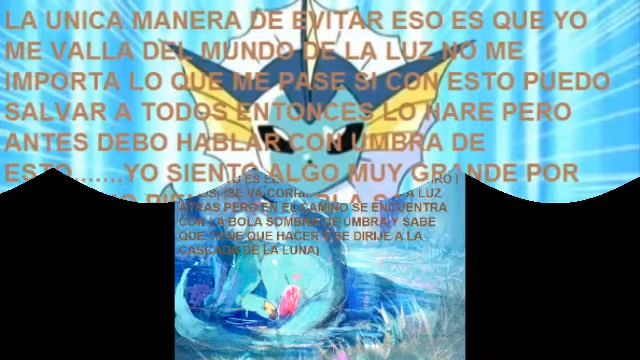 LA UNICA MANERA DE EVITAR ESO ES QUE YO
ME VALLA DEL MUNDO DE LA LUZ NO ME
IMPORTA LO QUE ME PASE SI CON ESTO PUEDO
SALVAR A TODOS ENTONCES LO HARE PERO
ANTES DEBO HABLAR CON UMBRA DE
ESTO.......YO SIENTO ALGO MUY GRANDE POR
(SE VA A LUZ
ATRAS PERO EN EL CAMINO SE ENCUENTRA
CON LA BOLA SOMBRA DE UMBRA Y SABE
QUE TIENE QUE HACER Y SE DIRIJE A LA
CASCADA DE LA LUNA)